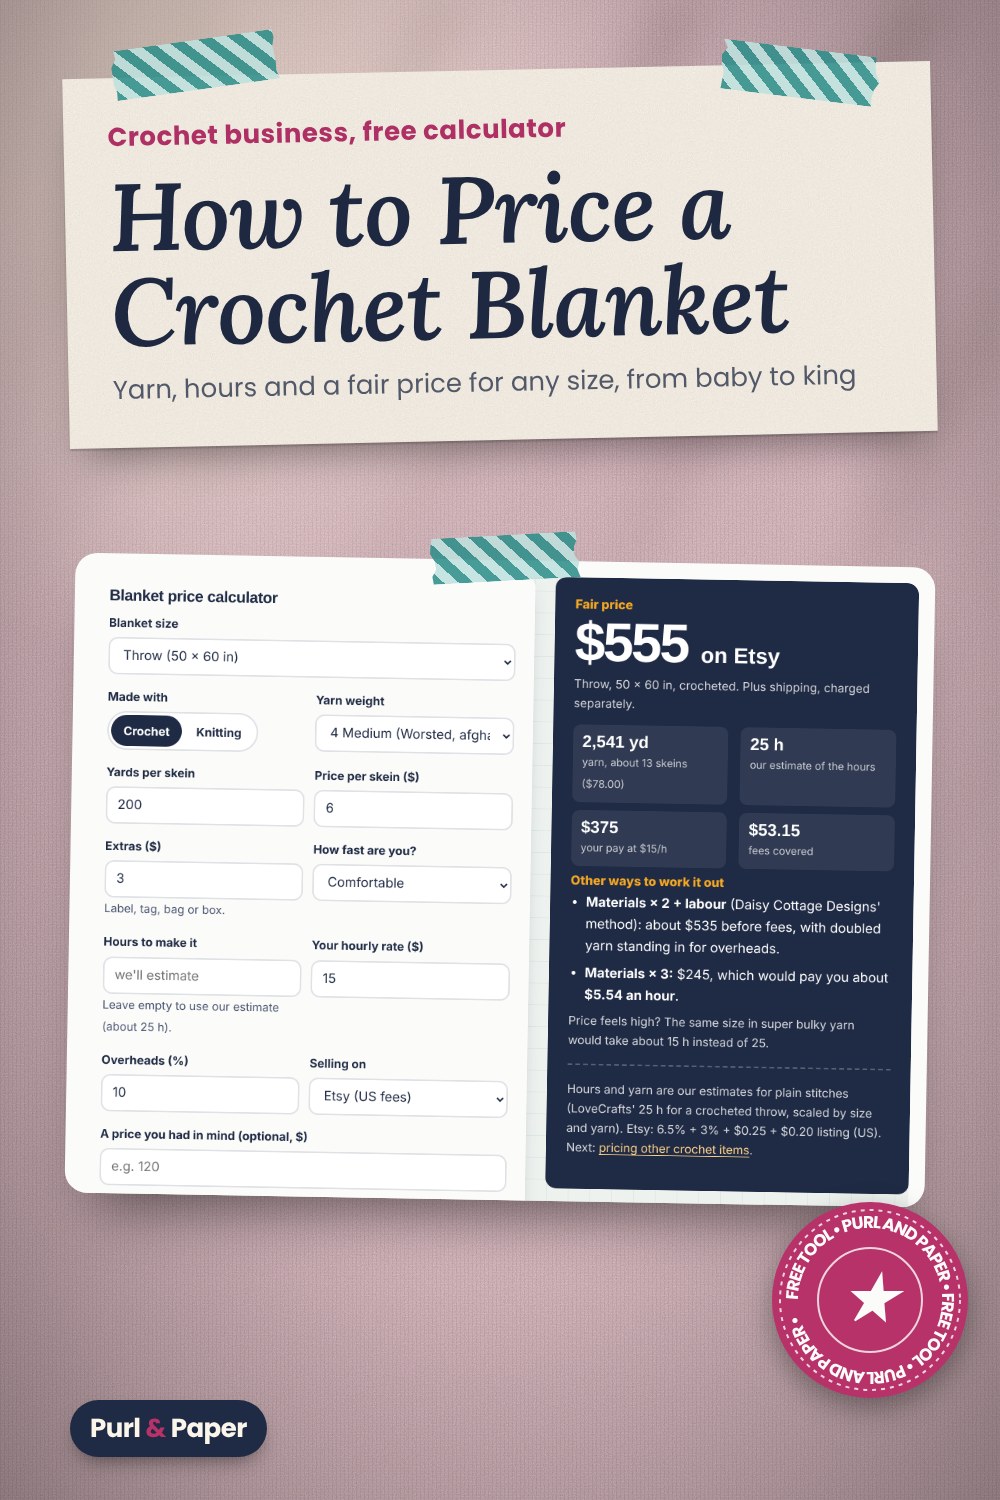 Crochet business, free calculator
How to Price a
Crochet Blanket
Yarn, hours and a fair price for any size, from baby to king
Blanket price calculator
Blanket size
Throw (50 × 60 in)
Made with
Crochet
Knitting
Yarn weight
4 Medium (Worsted, afgha
Yards per skein
200
Price per skein ($)
6
Extras ($)
3
Label, tag, bag or box.
How fast are you?
Comfortable
Hours to make it
we'll estimate
Leave empty to use our estimate
(about 25 h).
Your hourly rate ($)
15
Overheads (%)
10
Selling on
Etsy (US fees)
A price you had in mind (optional, $)
e.g. 120
Fair price
$555 on Etsy
Throw, 50 × 60 in, crocheted. Plus shipping, charged
separately.
2,541 yd
yarn, about 13 skeins
($78.00)
25 h
our estimate of the hours
$375
your pay at $15/h
$53.15
fees covered
Other ways to work it out
• Materials × 2 + labour (Daisy Cottage Designs'
method): about $535 before fees, with doubled
yarn standing in for overheads.
• Materials × 3: $245, which would pay you about
$5.54 an hour.
Price feels high? The same size in super bulky yarn
would take about 15 h instead of 25.
Hours and yarn are our estimates for plain stitches
(LoveCrafts' 25 h for a crocheted throw, scaled by size
and yarn). Etsy: 6.5% + 3% + $0.25 + $0.20 listing (US).
Next: pricing other crochet items.
FREE TOOL • PURL AND PAPER • FREE TOOL • PURL AND PAPER •
Purl & Paper